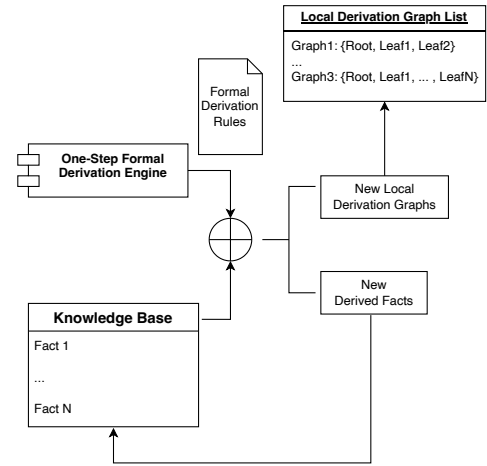 Local Derivation Graph List
Graph1: {Root, Leaf1, Leaf2}
...
Graph3: {Root, Leaf1, ... , LeafN}
Formal
Derivation
Rules
One-Step Formal
Derivation Engine
New Local
Derivation Graphs
New
Derived Facts
Knowledge Base
Fact 1
...
Fact N